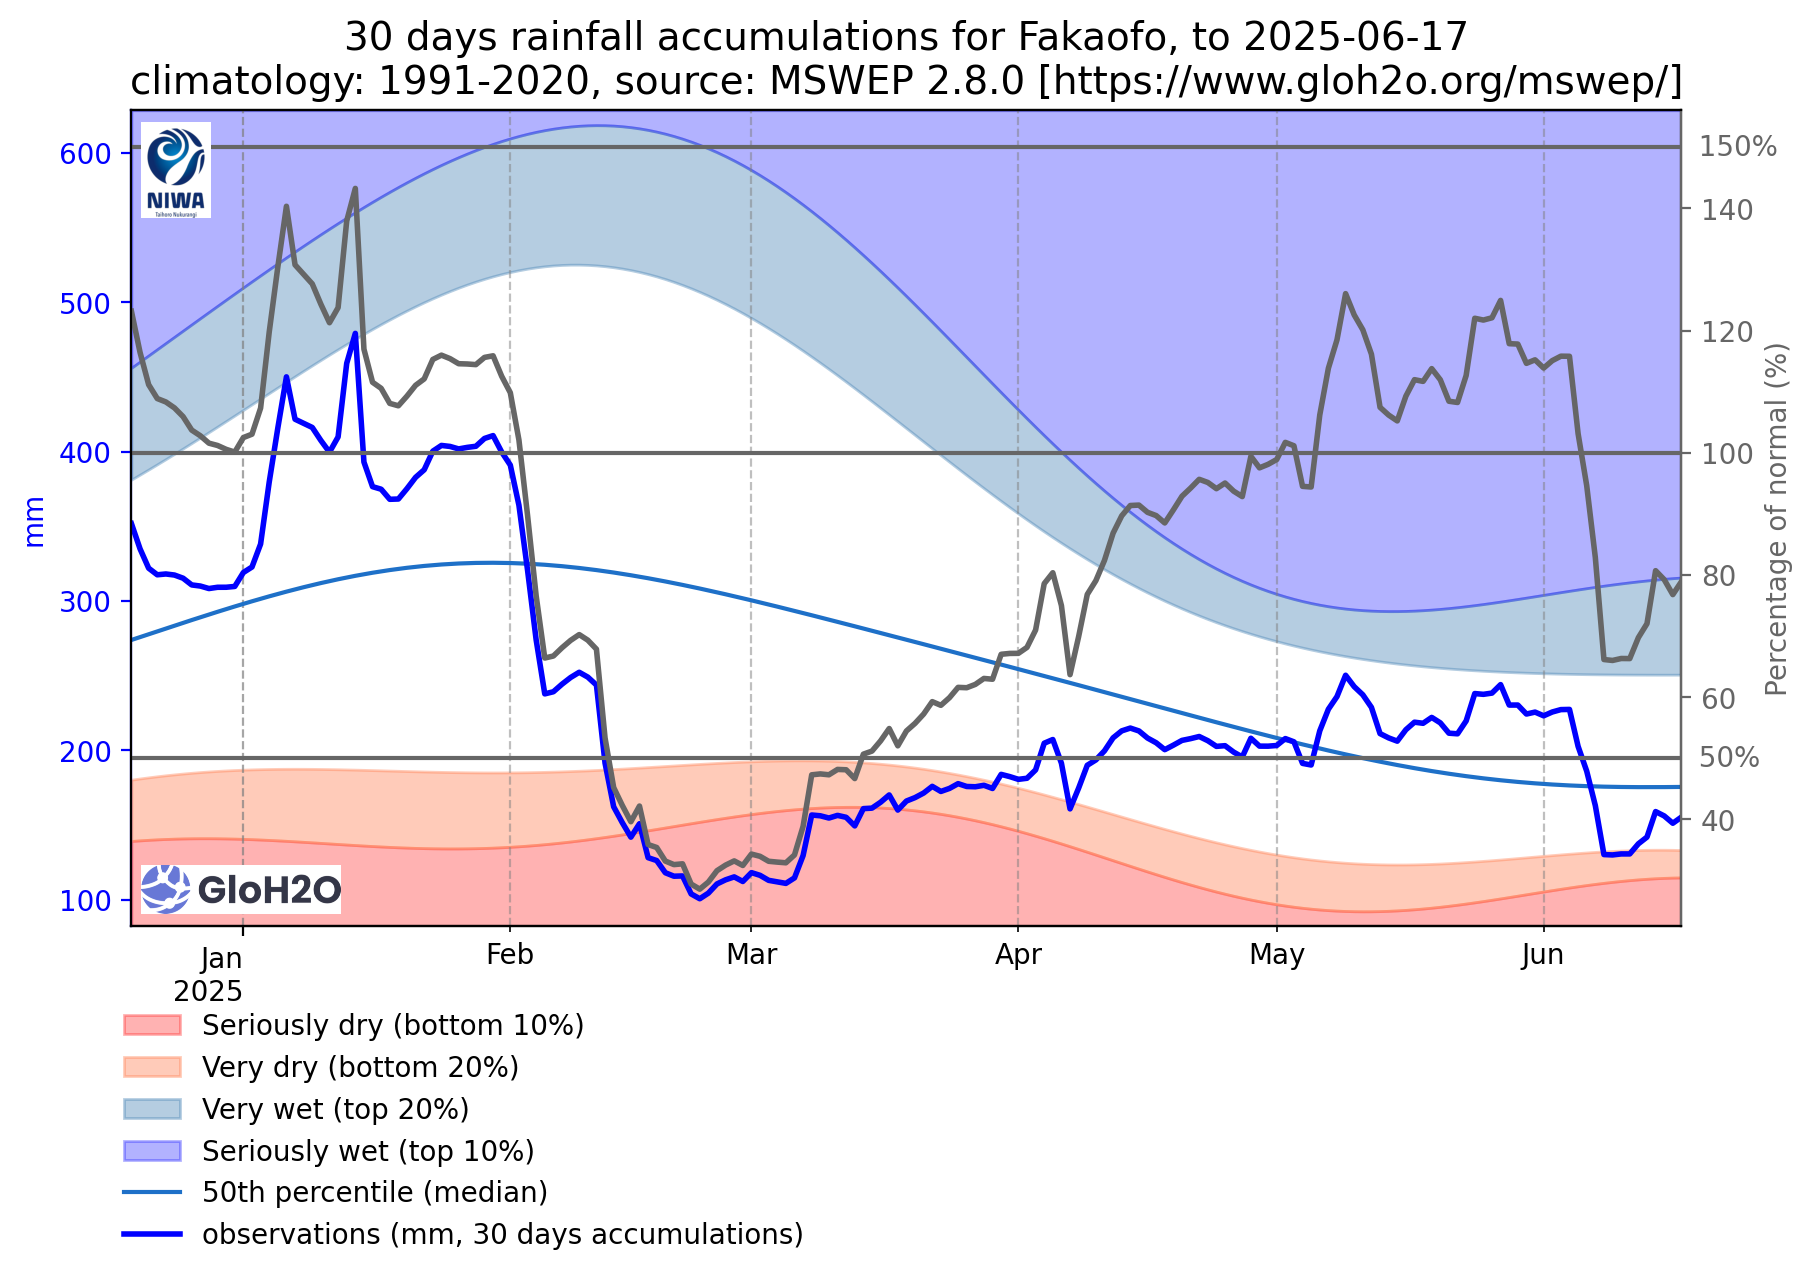 30 days rainfall accumulations for Fakaofo, to 2025-06-17
climatology: 1991-2020, source: MSWEP 2.8.0 [https://www.gloh2o.org/mswep/]
NIWA
Taihoro Nukurangi
600
500
400
300
200
100
mm
150%
140
120
100
80
60
50%
40
Percentage of normal (%)
GloH2O
Jan
2025
Feb
Mar
Apr
May
Jun
Seriously dry (bottom 10%)
Very dry (bottom 20%)
Very wet (top 20%)
Seriously wet (top 10%)
50th percentile (median)
observations (mm, 30 days accumulations)